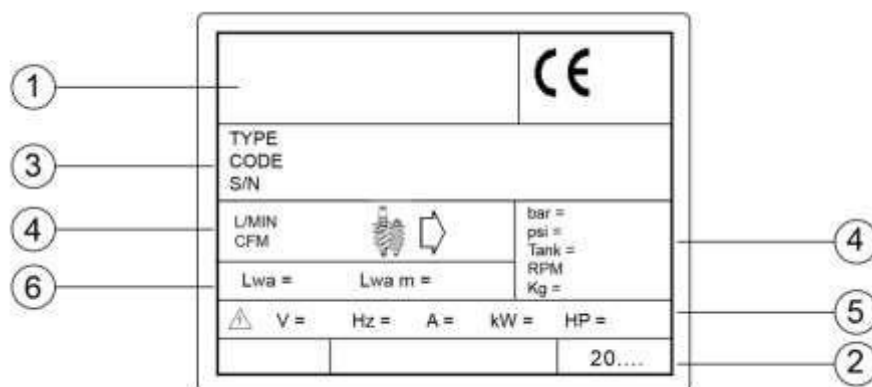 1
CE
TYPE
3
CODE
S/N
4
L/MIN
CFM
bar =
psi =
Tank =
RPM
Kg =
4
6
Lwa =
Lwa m =
V = Hz = A= kW = HP =
5
20....
2